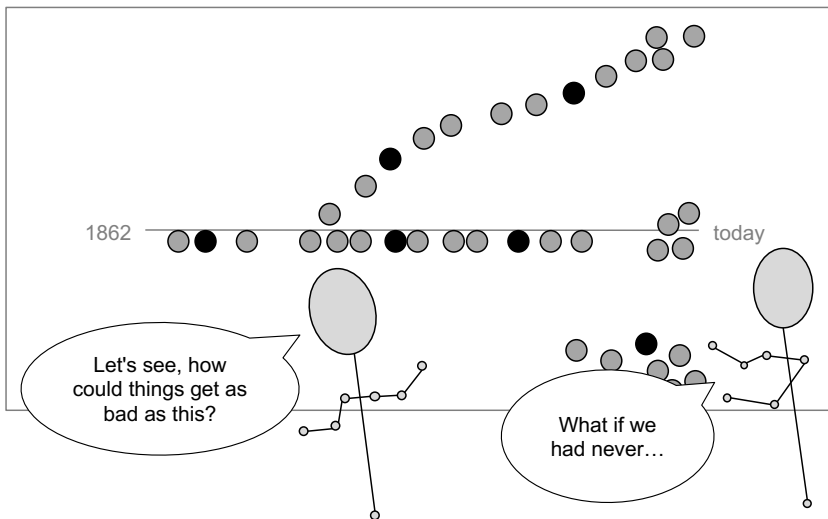 1862
today
Let's see, how
could things get as
bad as this?
What if we
had never…